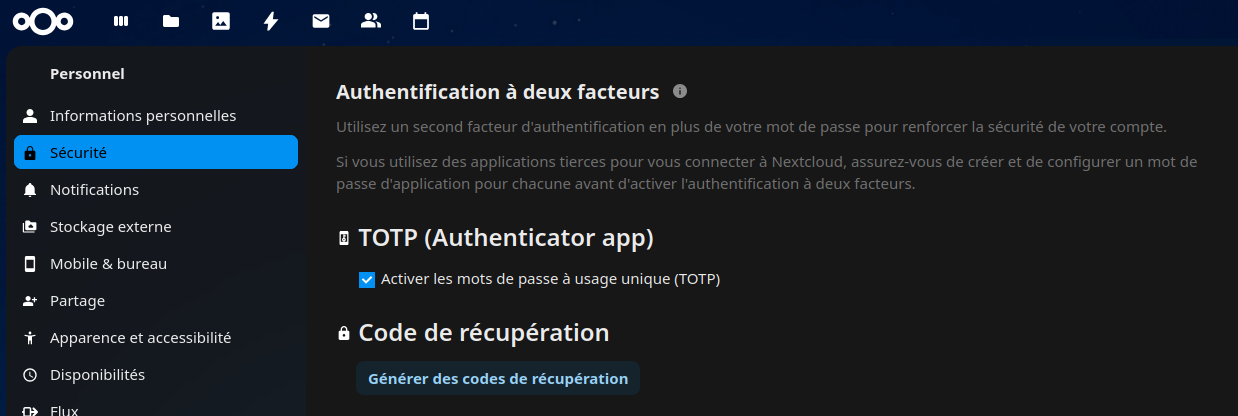 Personnel
Informations personnelles
Sécurité
Notifications
Stockage externe
Mobile & bureau
Partage
Apparence et accessibilité
Disponibilités
Flux
Authentification à deux facteurs
Utilisez un second facteur d'authentification en plus de votre mot de passe pour renforcer la sécurité de votre compte.
Si vous utilisez des applications tierces pour vous connecter à Nextcloud, assurez-vous de créer et de configurer un mot de
passe d'application pour chacune avant d'activer l'authentification à deux facteurs.
TOTP (Authenticator app)
Activer les mots de passe à usage unique (TOTP)
Code de récupération
Générer des codes de récupération